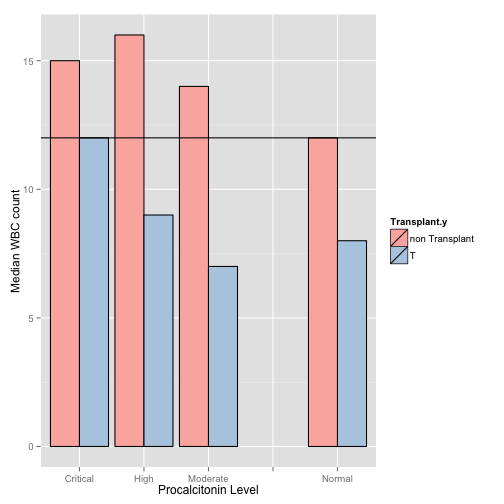 15
10
5
0
Median WBC count
Critical High Moderate Normal
Procalcitonin Level
Transplant.y
non Transplant
T